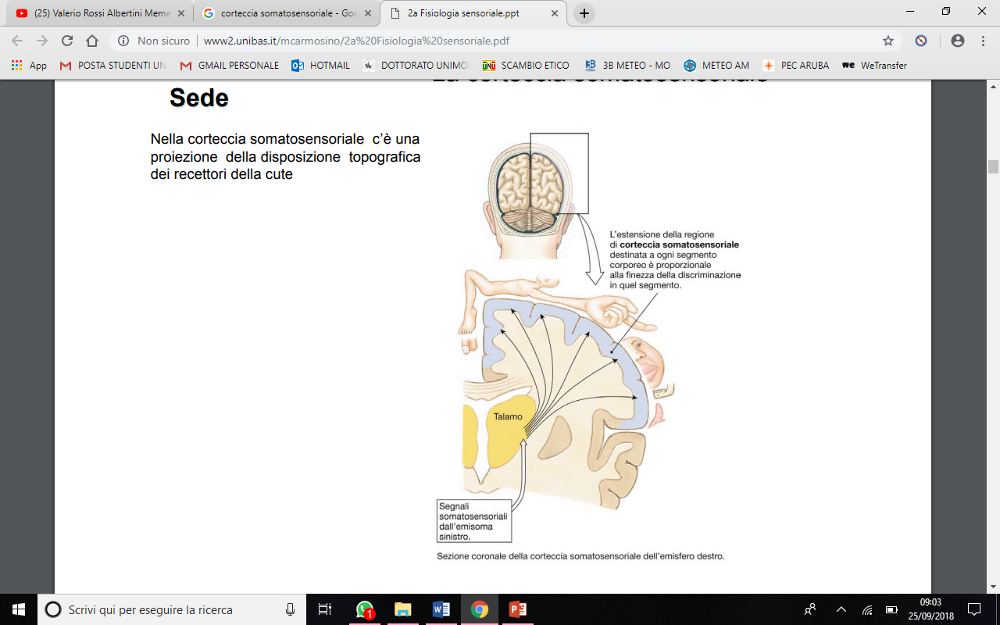 (25) Valerio Rossi Albertini Meme
corteccia somatosensoriale - Goo
2a Fisiologia sensoriale.ppt
Non sicuro
www2.unibas.it/mcarmosino/2a%20Fisiologia%20sensoriale.pdf
App
POSTA STUDENTI UN
GMAIL PERSONALE
HOTMAIL
DOTTORATO UNIMO
SCAMBIO ETICO
3B METEO - MO
METEO AM
PEC ARUBA
WeTransfer
La corteccia somatosensoriale
Sede
Nella corteccia somatosensoriale c’è una
proiezione della disposizione topografica
dei recettori della cute
L’estensione della regione
di corteccia somatosensoriale
destinata a ogni segmento
corporeo è proporzionale
alla finezza della discriminazione
in quel segmento.
Talamo
Segnali
somatosensoriali
dall’emisoma
sinistro.
Sezione coronale della corteccia somatosensoriale dell’emisfero destro.
Scrivi qui per eseguire la ricerca
1
09:03
25/09/2018